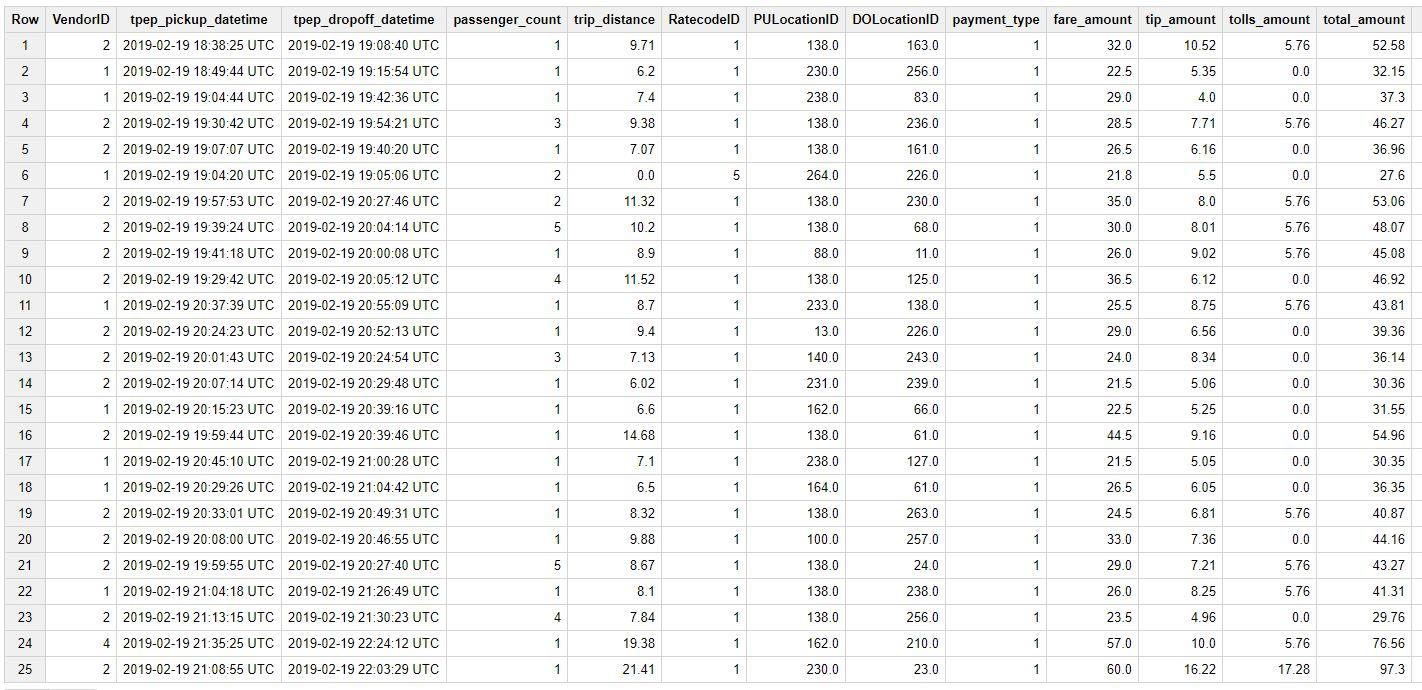 Row VendorID tpep_pickup_datetime tpep_dropoff_datetime passenger_count trip_distance RatecodeID PULocationID DOLocationID payment_type fare_amount tip_amount tolls_amount total_amount
1 2 2019-02-19 18:38:25 UTC 2019-02-19 19:08:40 UTC 1 9.71 1 138.0 163.0 1 32.0 10.52 5.76 52.58
2 1 2019-02-19 18:49:44 UTC 2019-02-19 19:15:54 UTC 1 6.2 1 230.0 256.0 1 22.5 5.35 0.0 32.15
3 1 2019-02-19 19:04:44 UTC 2019-02-19 19:42:36 UTC 1 7.4 1 238.0 83.0 1 29.0 4.0 0.0 37.3
4 2 2019-02-19 19:30:42 UTC 2019-02-19 19:54:21 UTC 3 9.38 1 138.0 236.0 1 28.5 7.71 5.76 46.27
5 2 2019-02-19 19:07:07 UTC 2019-02-19 19:40:20 UTC 1 7.07 1 138.0 161.0 1 26.5 6.16 0.0 36.96
6 1 2019-02-19 19:04:20 UTC 2019-02-19 19:05:06 UTC 2 0.0 5 264.0 226.0 1 21.8 5.5 0.0 27.6
7 2 2019-02-19 19:57:53 UTC 2019-02-19 20:27:46 UTC 2 11.32 1 138.0 230.0 1 35.0 8.0 5.76 53.06
8 2 2019-02-19 19:39:24 UTC 2019-02-19 20:04:14 UTC 5 10.2 1 138.0 68.0 1 30.0 8.01 5.76 48.07
9 2 2019-02-19 19:41:18 UTC 2019-02-19 20:00:08 UTC 1 8.9 1 88.0 11.0 1 26.0 9.02 5.76 45.08
10 2 2019-02-19 19:29:42 UTC 2019-02-19 20:05:12 UTC 4 11.52 1 138.0 125.0 1 36.5 6.12 0.0 46.92
11 1 2019-02-19 20:37:39 UTC 2019-02-19 20:55:09 UTC 1 8.7 1 233.0 138.0 1 25.5 8.75 5.76 43.81
12 2 2019-02-19 20:24:23 UTC 2019-02-19 20:52:13 UTC 1 9.4 1 13.0 226.0 1 29.0 6.56 0.0 39.36
13 2 2019-02-19 20:01:43 UTC 2019-02-19 20:24:54 UTC 3 7.13 1 140.0 243.0 1 24.0 8.34 0.0 36.14
14 2 2019-02-19 20:07:14 UTC 2019-02-19 20:29:48 UTC 1 6.02 1 231.0 239.0 1 21.5 5.06 0.0 30.36
15 1 2019-02-19 20:15:23 UTC 2019-02-19 20:39:16 UTC 1 6.6 1 162.0 66.0 1 22.5 5.25 0.0 31.55
16 2 2019-02-19 19:59:44 UTC 2019-02-19 20:39:46 UTC 1 14.68 1 138.0 61.0 1 44.5 9.16 0.0 54.96
17 1 2019-02-19 20:45:10 UTC 2019-02-19 21:00:28 UTC 1 7.1 1 238.0 127.0 1 21.5 5.05 0.0 30.35
18 1 2019-02-19 20:29:26 UTC 2019-02-19 21:04:42 UTC 1 6.5 1 164.0 61.0 1 26.5 6.05 0.0 36.35
19 2 2019-02-19 20:33:01 UTC 2019-02-19 20:49:31 UTC 1 8.32 1 138.0 263.0 1 24.5 6.81 5.76 40.87
20 2 2019-02-19 20:08:00 UTC 2019-02-19 20:46:55 UTC 1 9.88 1 100.0 257.0 1 33.0 7.36 0.0 44.16
21 2 2019-02-19 19:59:55 UTC 2019-02-19 20:27:40 UTC 5 8.67 1 138.0 24.0 1 29.0 7.21 5.76 43.27
22 1 2019-02-19 21:04:18 UTC 2019-02-19 21:26:49 UTC 1 8.1 1 138.0 238.0 1 26.0 8.25 5.76 41.31
23 2 2019-02-19 21:13:15 UTC 2019-02-19 21:30:23 UTC 4 7.84 1 138.0 256.0 1 23.5 4.96 0.0 29.76
24 4 2019-02-19 21:35:25 UTC 2019-02-19 22:24:12 UTC 1 19.38 1 162.0 210.0 1 57.0 10.0 5.76 76.56
25 2 2019-02-19 21:08:55 UTC 2019-02-19 22:03:29 UTC 1 21.41 1 230.0 23.0 1 60.0 16.22 17.28 97.3